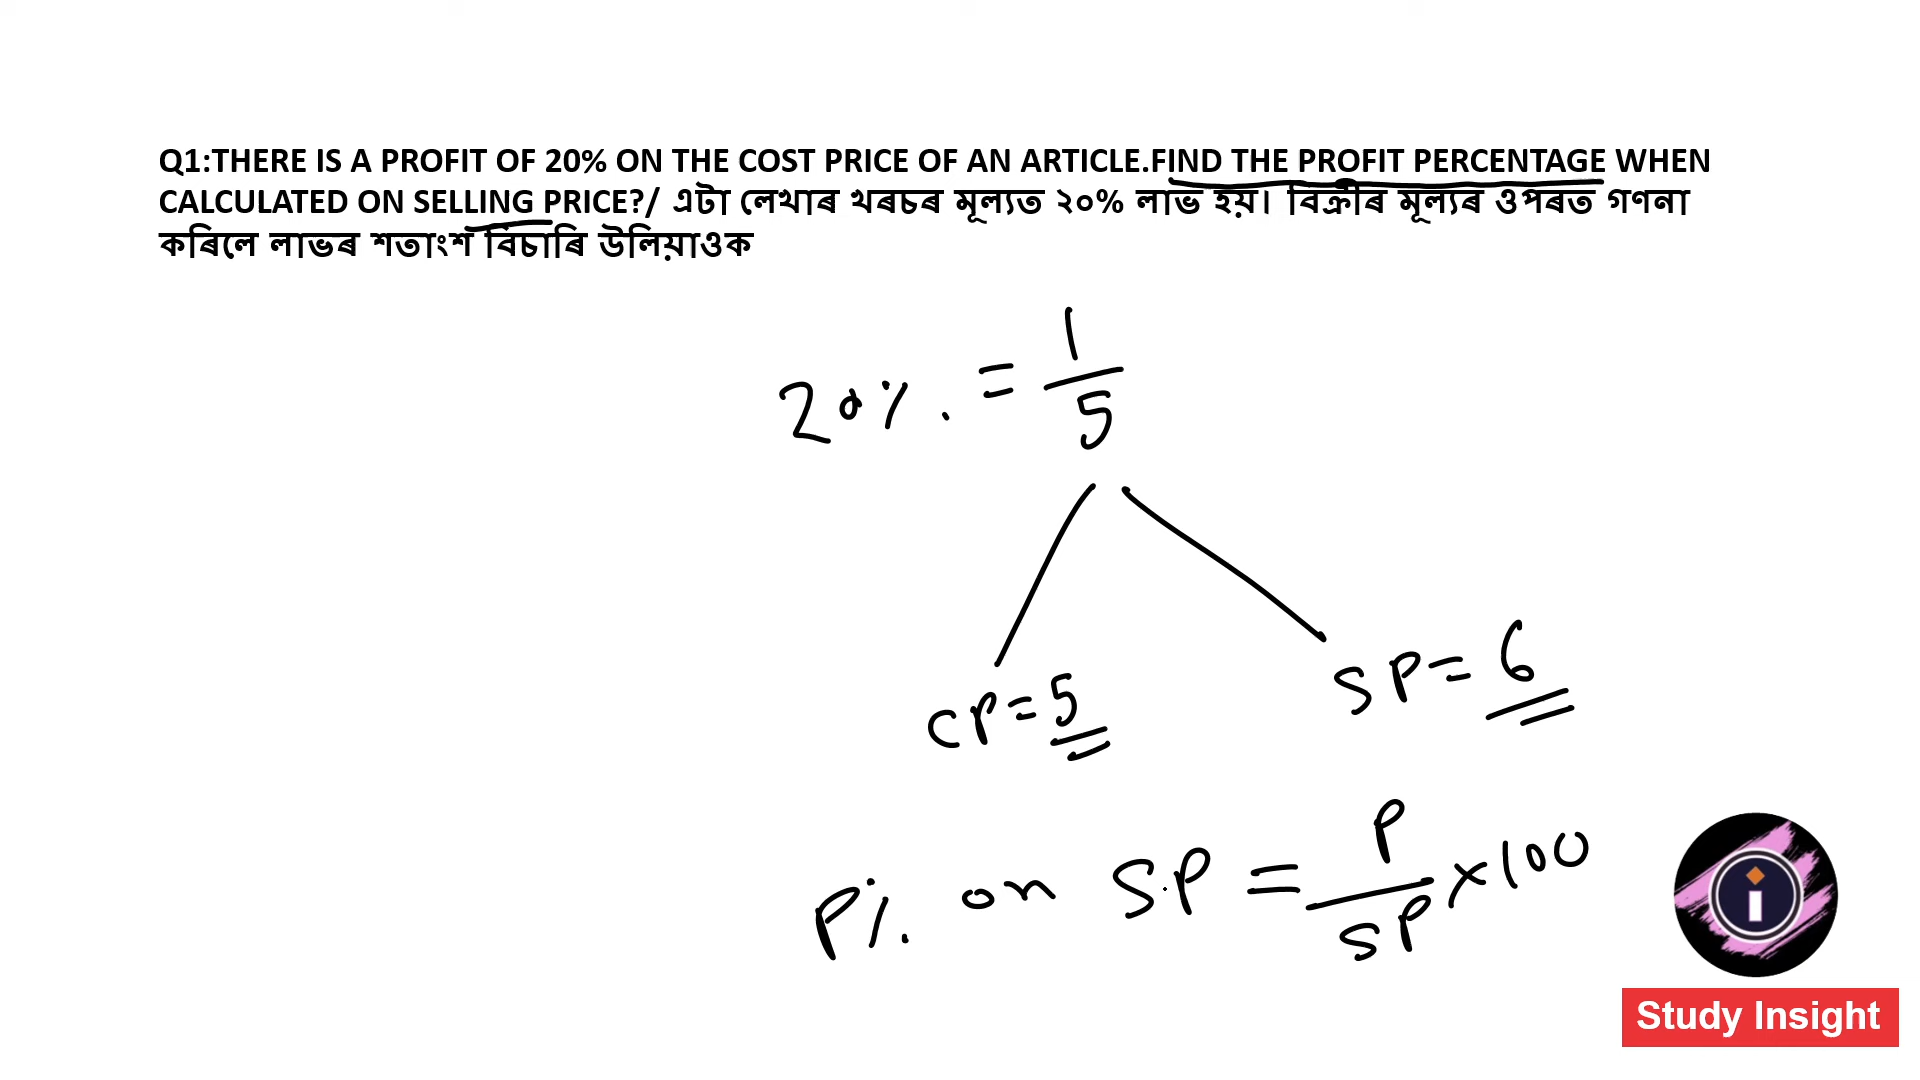 Q1:THERE IS A PROFIT OF 20% ON THE COST PRICE OF AN ARTICLE.FIND THE PROFIT PERCENTAGE WHEN
CALCULATED ON SELLING PRICE?/ এটা লেখাৰ খৰচৰ মূল্যত ২০% লাভ হয়। বিক্ৰীৰ মূল্যৰ ওপৰত গণনা
কৰিলে লাভৰ শতাংশ বিচাৰি উলিয়াওক
20%. = 1/5
CP=5
SP=6
P%. on SP = P/SP×100
Study Insight